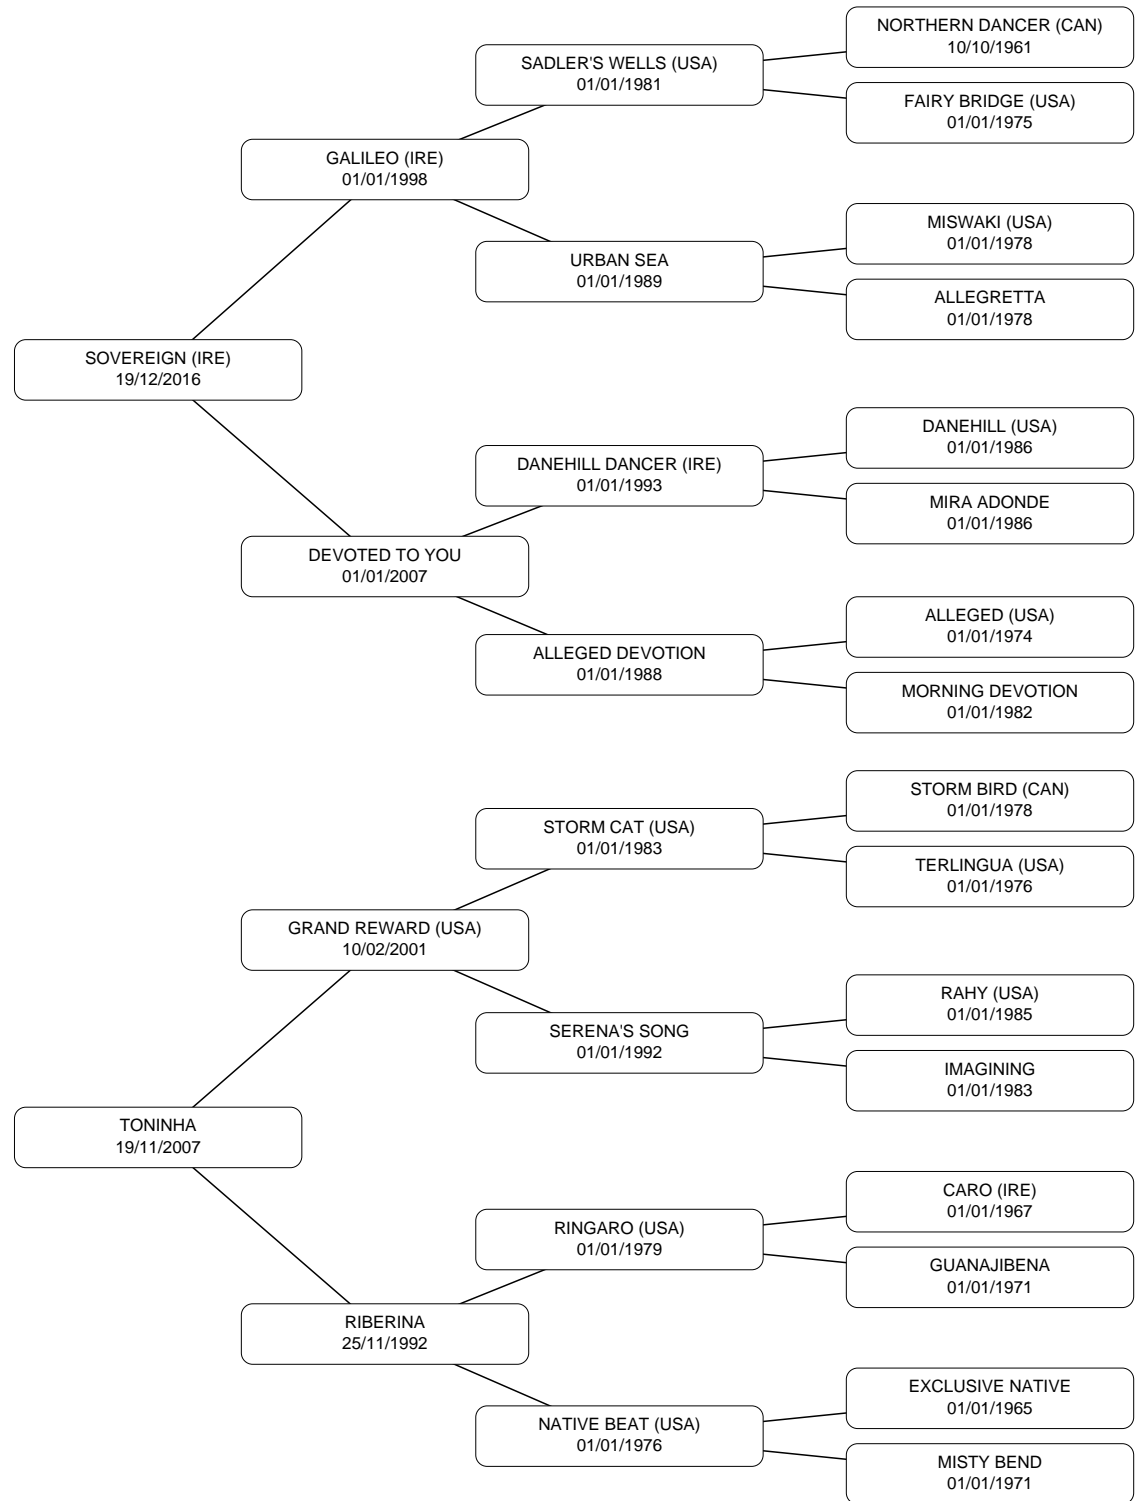 NORTHERN DANCER (CAN)
10/10/1961
SADLER'S WELLS (USA)
01/01/1981
FAIRY BRIDGE (USA)
01/01/1975
GALILEO (IRE)
01/01/1998
MISWAKI (USA)
01/01/1978
URBAN SEA
01/01/1989
ALLEGRETTA
01/01/1978
SOVEREIGN (IRE)
19/12/2016
DANEHILL (USA)
01/01/1986
DANEHILL DANCER (IRE)
01/01/1993
MIRA ADONDE
01/01/1986
DEVOTED TO YOU
01/01/2007
ALLEGED (USA)
01/01/1974
ALLEGED DEVOTION
01/01/1988
MORNING DEVOTION
01/01/1982
STORM BIRD (CAN)
01/01/1978
STORM CAT (USA)
01/01/1983
TERLINGUA (USA)
01/01/1976
GRAND REWARD (USA)
10/02/2001
RAHY (USA)
01/01/1985
SERENA'S SONG
01/01/1992
IMAGINING
01/01/1983
TONINHA
19/11/2007
CARO (IRE)
01/01/1967
RINGARO (USA)
01/01/1979
GUANAJIBENA
01/01/1971
RIBERINA
25/11/1992
EXCLUSIVE NATIVE
01/01/1965
NATIVE BEAT (USA)
01/01/1976
MISTY BEND
01/01/1971